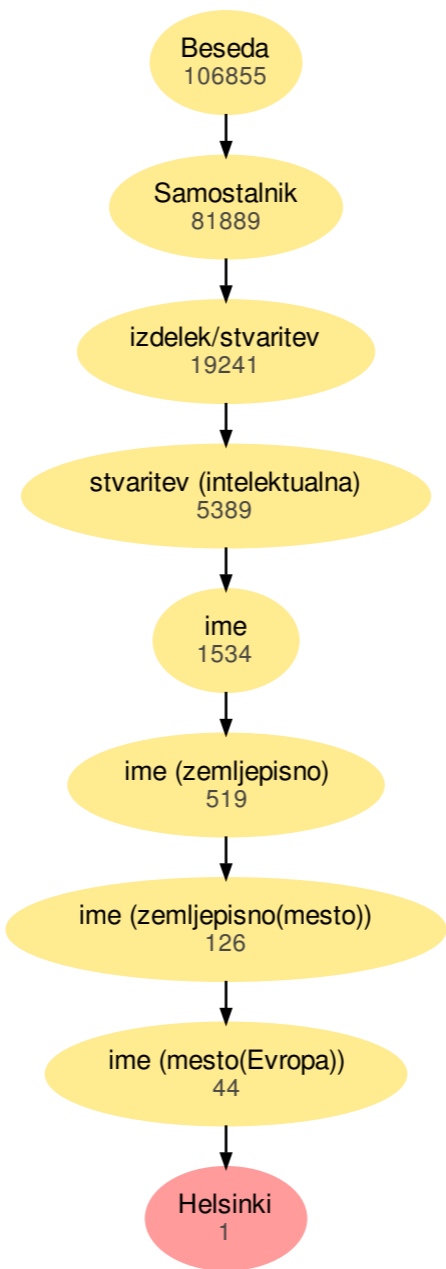 Beseda
106855
Samostalnik
81889
izdelek/stvaritev
19241
stvaritev (intelektualna)
5389
ime
1534
ime (zemljepisno)
519
ime (zemljepisno(mesto))
126
ime (mesto(Evropa))
44
Helsinki
1